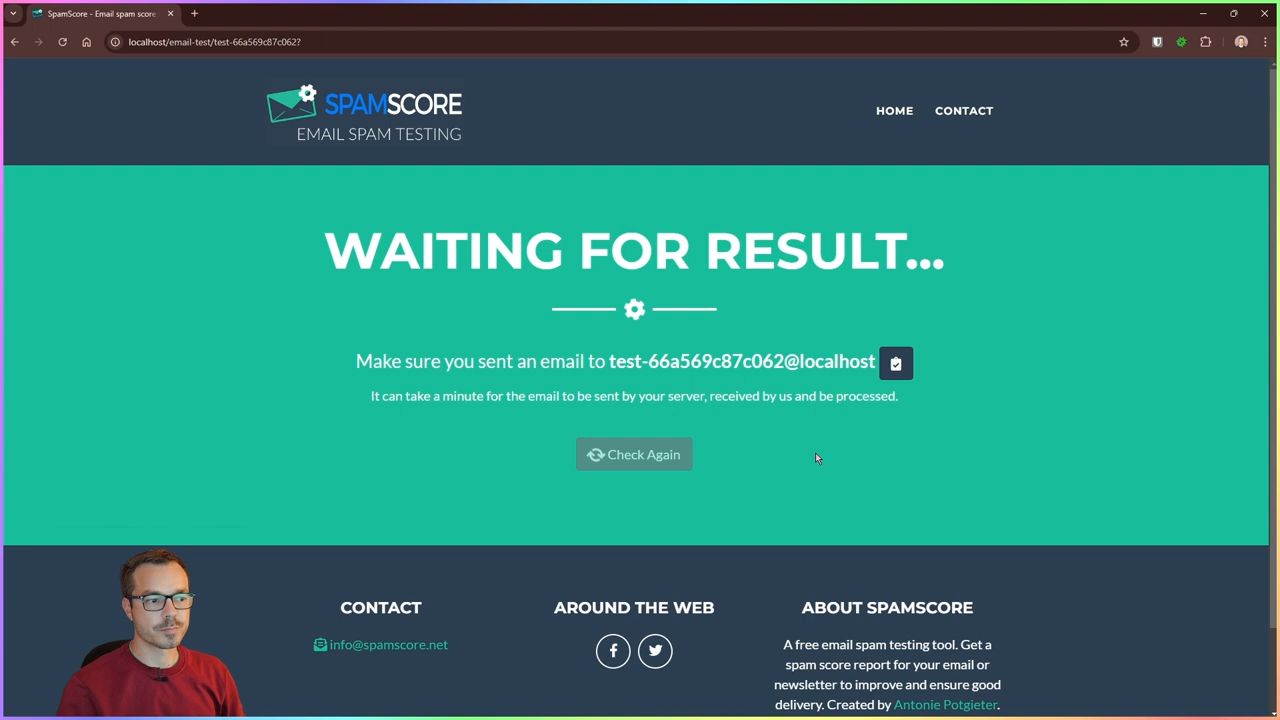 SpamScore - Email spam score
localhost/email-test/test-66a569c87c062?
SPAMSCORE
EMAIL SPAM TESTING
HOME
CONTACT
WAITING FOR RESULT...
Make sure you sent an email to test-66a569c87c062@localhost
It can take a minute for the email to be sent by your server, received by us and be processed.
Check Again
CONTACT
info@spamscore.net
AROUND THE WEB
ABOUT SPAMSCORE
A free email spam testing tool. Get a
spam score report for your email or
newsletter to improve and ensure good
delivery. Created by Antonie Potgieter.